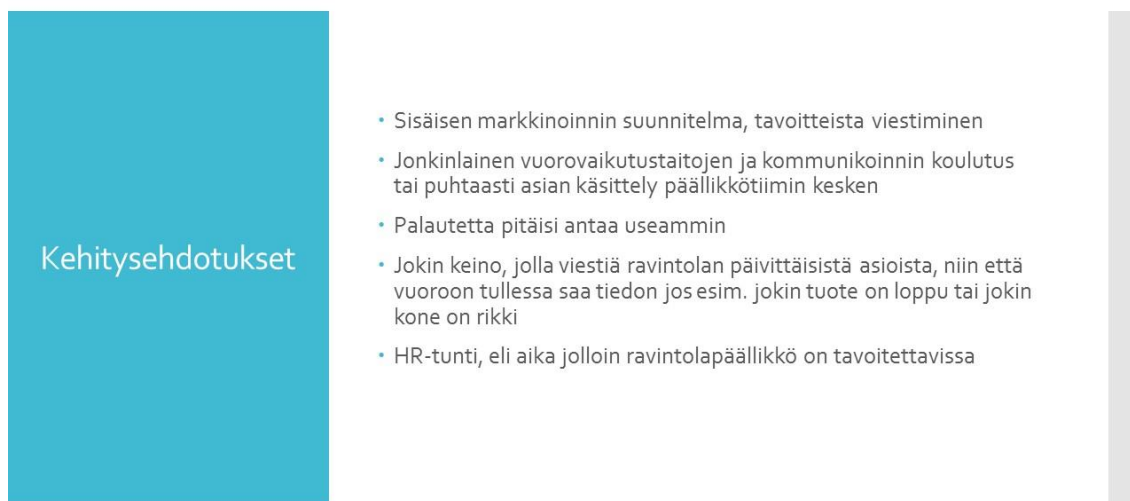 Kehitysehdotukset
• Sisäisen markkinoinnin suunnitelma, tavoitteista viestiminen
• Jonkinlainen vuorovaikutustaitojen ja kommunikoinnin koulutus
tai puhtaasti asian käsittely päällikkötiimin kesken
• Palautetta pitäisi antaa useammin
• Jokin keino, jolla viestiä ravintolan päivittäisistä asioista, niin että
vuoroon tullessa saa tiedon jos esim. jokin tuote on loppu tai jokin
kone on rikki
• HR-tunti, eli aika jolloin ravintolapäällikkö on tavoitettavissa